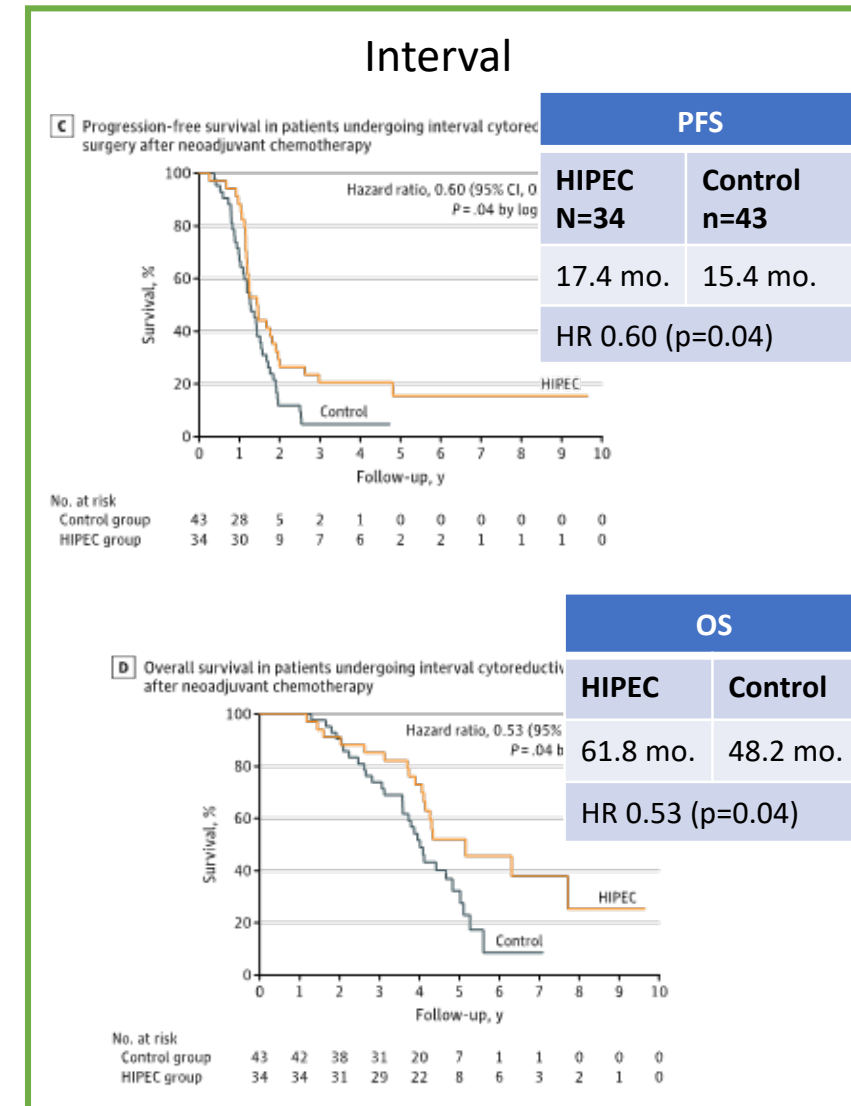 Interval
C Progression-free survival in patients undergoing interval cytorec
surgery after neoadjuvant chemotherapy
Hazard ratio, 0.60 (95% CI, 0
P = .04 by log
PFS
HIPEC N=34 Control n=43
17.4 mo. 15.4 mo.
HR 0.60 (p=0.04)
100
80
60
40
20
0
Survival, %
HIPEC
Control
0 1 2 3 4 5 6 7 8 9 10
Follow-up, y
No. at risk
Control group 43 28 5 2 1 0 0 0 0 0 0
HIPEC group 34 30 9 7 6 2 2 1 1 1 0
D Overall survival in patients undergoing interval cytoreductiv
after neoadjuvant chemotherapy
Hazard ratio, 0.53 (95%
P = .04 b
OS
HIPEC Control
61.8 mo. 48.2 mo.
HR 0.53 (p=0.04)
100
80
60
40
20
0
Survival, %
HIPEC
Control
0 1 2 3 4 5 6 7 8 9 10
Follow-up, y
No. at risk
Control group 43 42 38 31 20 7 1 1 0 0 0
HIPEC group 34 34 31 29 22 8 6 3 2 1 0